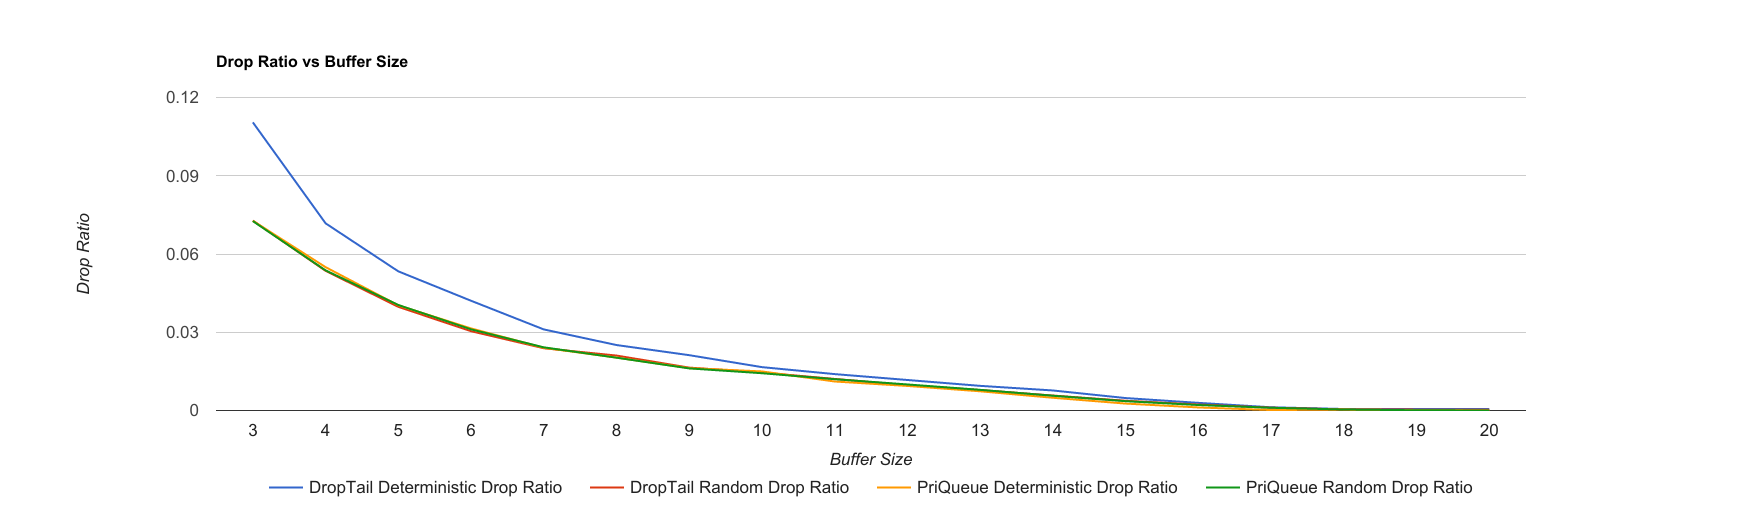 Drop Ratio vs Buffer Size
0.12
0.09
0.06
0.03
0
Drop Ratio
3 4 5 6 7 8 9 10 11 12 13 14 15 16 17 18 19 20
Buffer Size
DropTail Deterministic Drop Ratio DropTail Random Drop Ratio PriQueue Deterministic Drop Ratio PriQueue Random Drop Ratio